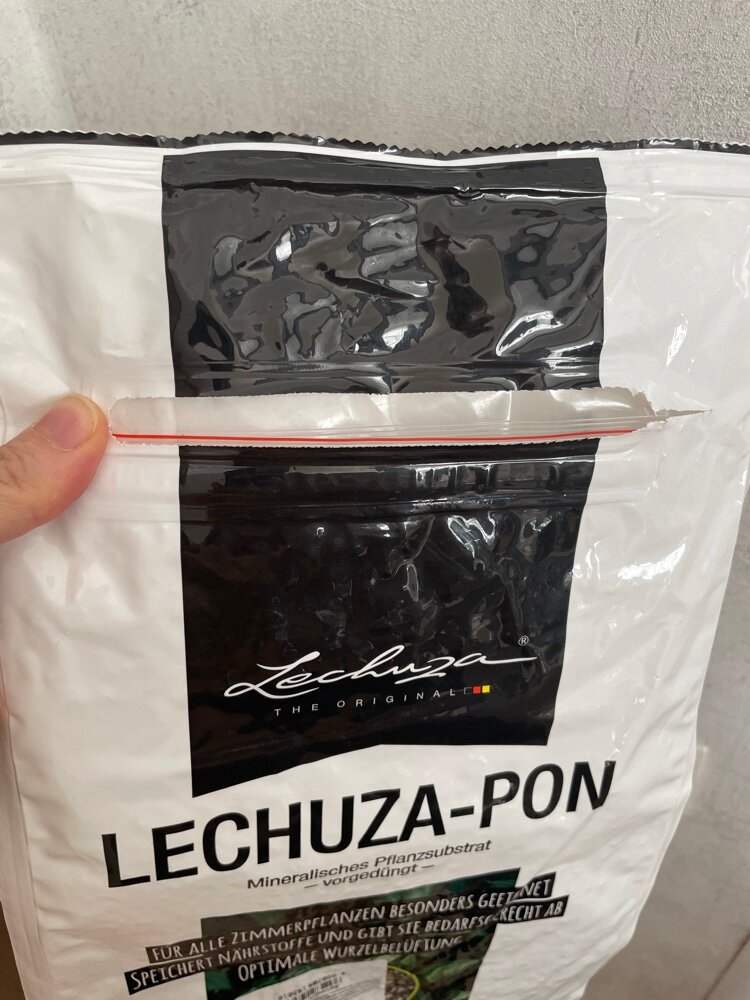 Lechuza®
THE ORIGINAL
LECHUZA-PON
Mineralisches Pflanzsubstrat
– vorgedüngt –
FÜR ALLE ZIMMERPFLANZEN BESONDERS GEEIGNET
SPEICHERT NÄHRSTOFFE UND GIBT SIE BEDARFSGERECHT AB
OPTIMALE WURZELBELÜFTUNG